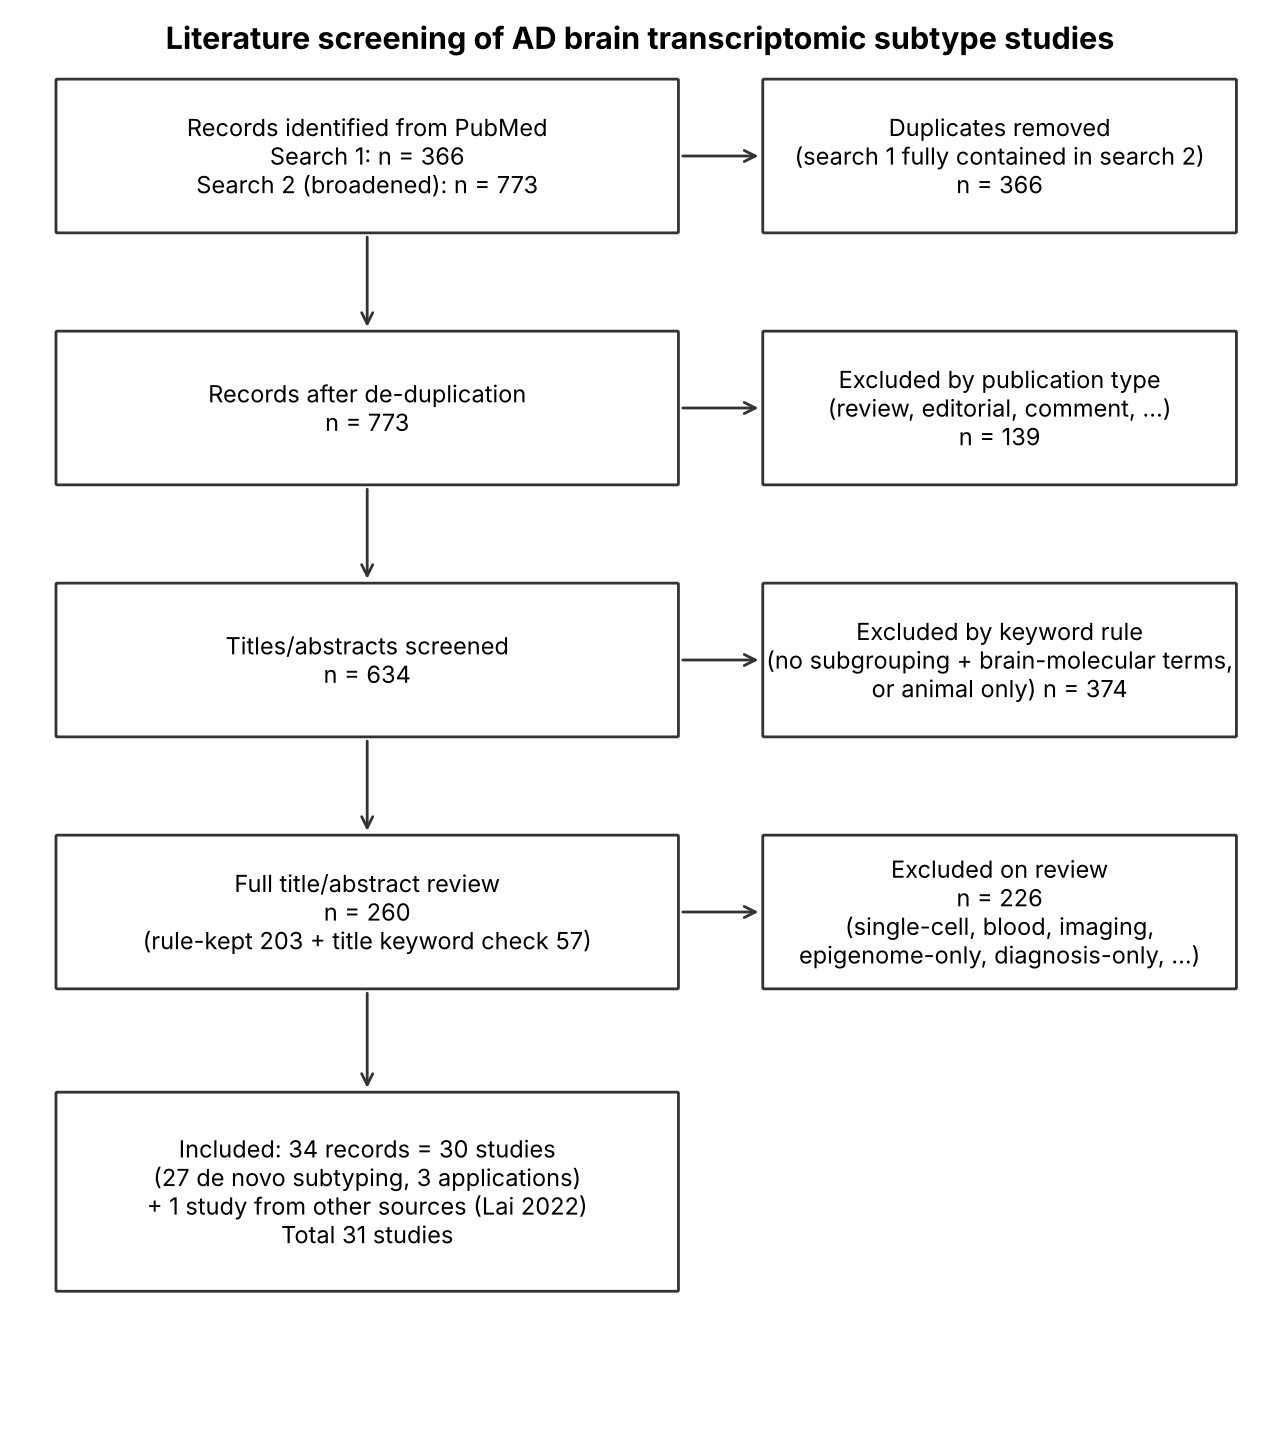 Literature screening of AD brain transcriptomic subtype studies
Records identified from PubMed
Search 1: n = 366
Search 2 (broadened): n = 773
Duplicates removed
(search 1 fully contained in search 2)
n = 366
Records after de-duplication
n = 773
Excluded by publication type
(review, editorial, comment, ...)
n = 139
Titles/abstracts screened
n = 634
Excluded by keyword rule
(no subgrouping + brain-molecular terms,
or animal only) n = 374
Full title/abstract review
n = 260
(rule-kept 203 + title keyword check 57)
Excluded on review
n = 226
(single-cell, blood, imaging,
epigenome-only, diagnosis-only, ...)
Included: 34 records = 30 studies
(27 de novo subtyping, 3 applications)
+ 1 study from other sources (Lai 2022)
Total 31 studies